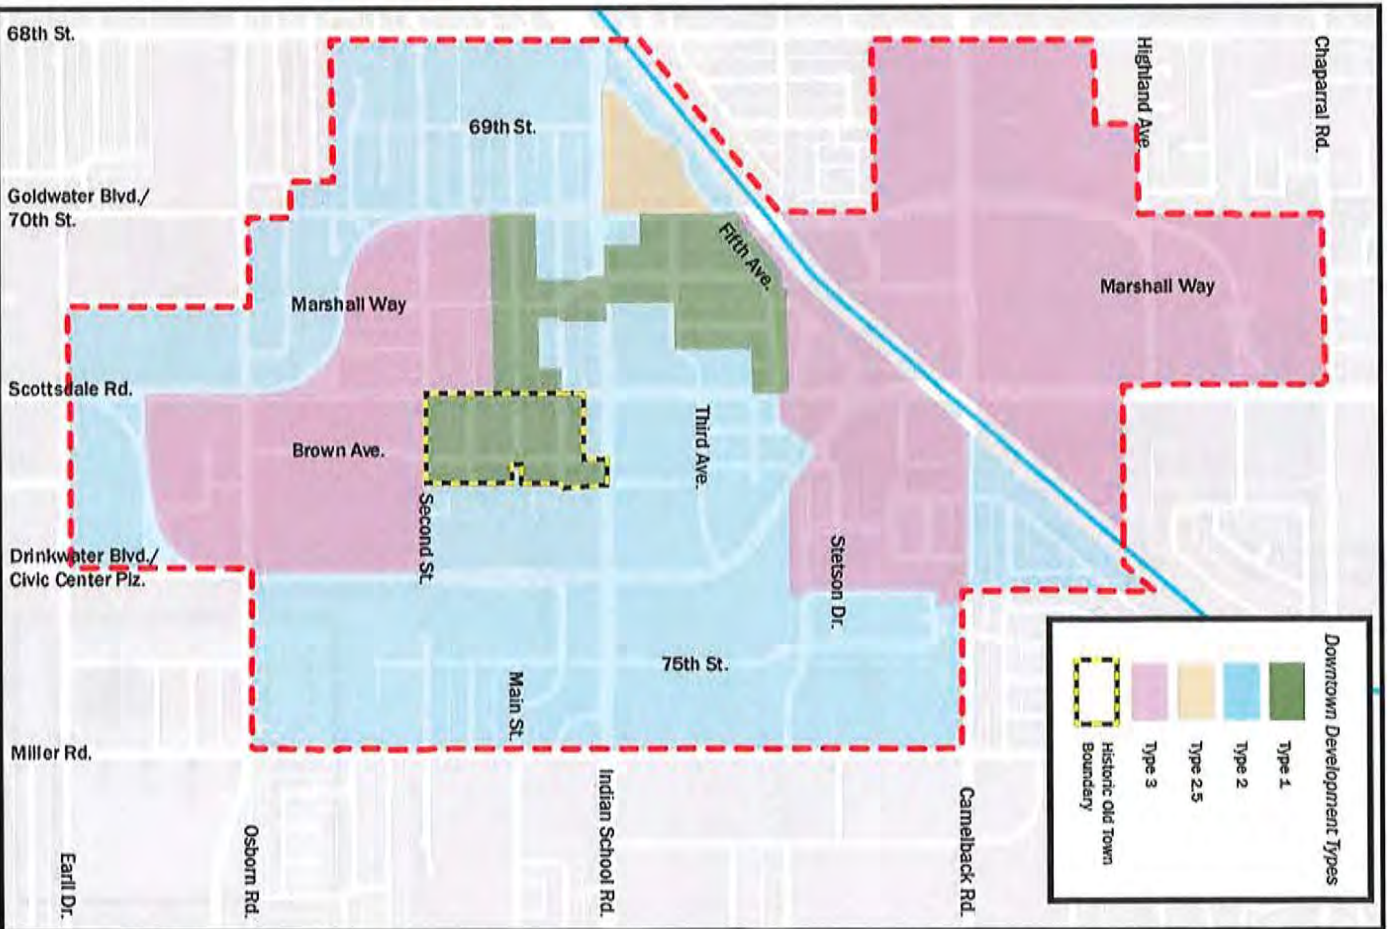 68th St.
69th St.
Goldwater Blvd./
70th St.
Marshall Way
Scottsdale Rd.
Brown Ave.
Drinkwater Blvd./
Civic Center Plz.
75th St.
Miller Rd.
Marshall Way
Chaparral Rd.
Highland Ave.
Fifth Ave.
Third Ave.
Stetson Dr.
Second St.
Main St.
Camelback Rd.
Indian School Rd.
Osborn Rd.
Earll Dr.
Downtown Development Types
Type 1
Type 2
Type 2.5
Type 3
Historic Old Town
Boundary